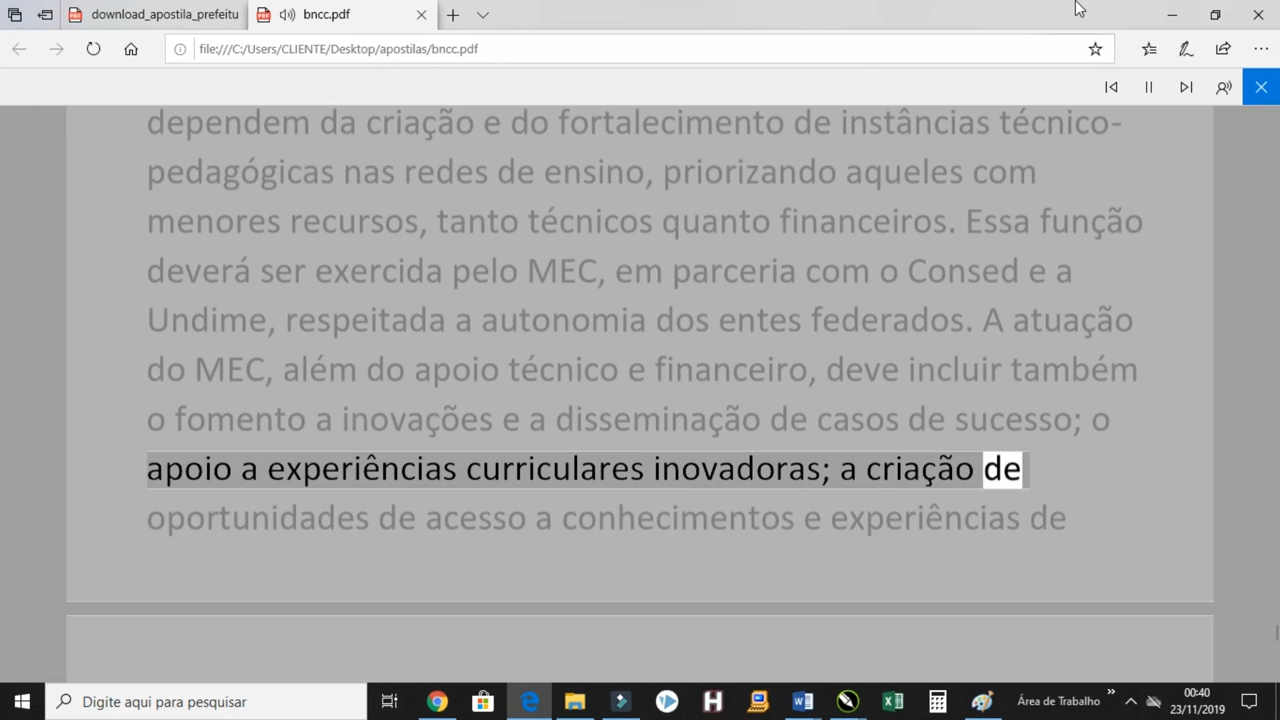 download_apostila_prefeitu
bncc.pdf
file:///C:/Users/CLIENTE/Desktop/apostilas/bncc.pdf
dependem da criação e do fortalecimento de instâncias técnico-
pedagógicas nas redes de ensino, priorizando aqueles com
menores recursos, tanto técnicos quanto financeiros. Essa função
deverá ser exercida pelo MEC, em parceria com o Consed e a
Undime, respeitada a autonomia dos entes federados. A atuação
do MEC, além do apoio técnico e financeiro, deve incluir também
o fomento a inovações e a disseminação de casos de sucesso; o
apoio a experiências curriculares inovadoras; a criação de
oportunidades de acesso a conhecimentos e experiências de
Digite aqui para pesquisar
Área de Trabalho
00:40
23/11/2019